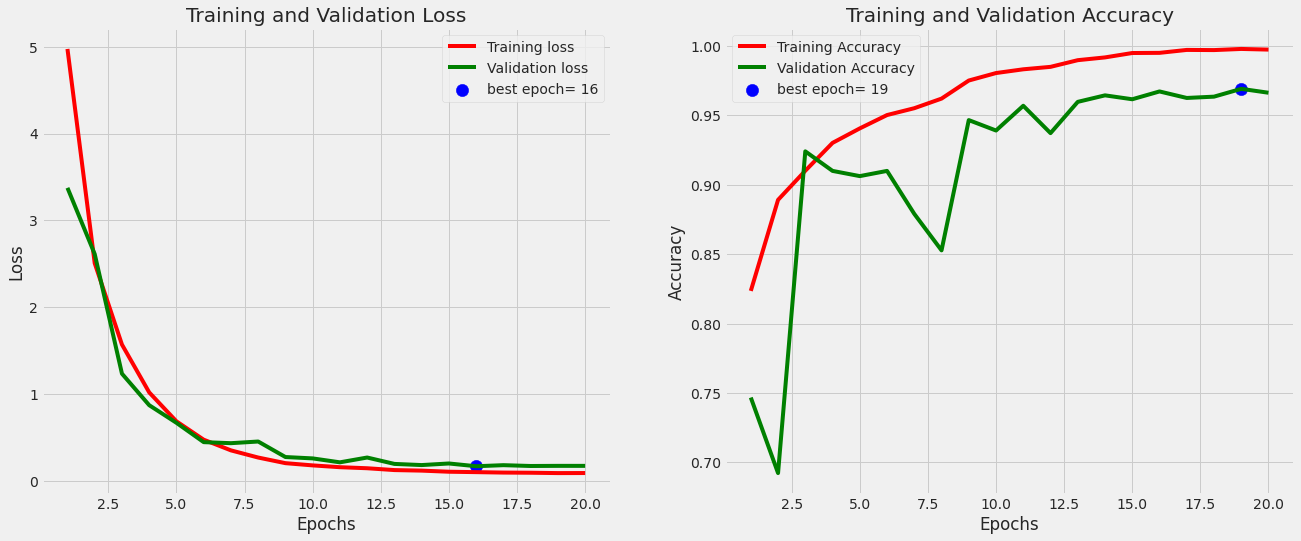 Training and Validation Loss
Training loss
Validation loss
best epoch= 16
5
4
3
2
1
0
Loss
2.5 5.0 7.5 10.0 12.5 15.0 17.5 20.0
Epochs
Training and Validation Accuracy
Training Accuracy
Validation Accuracy
best epoch= 19
1.00
0.95
0.90
0.85
0.80
0.75
0.70
Accuracy
2.5 5.0 7.5 10.0 12.5 15.0 17.5 20.0
Epochs